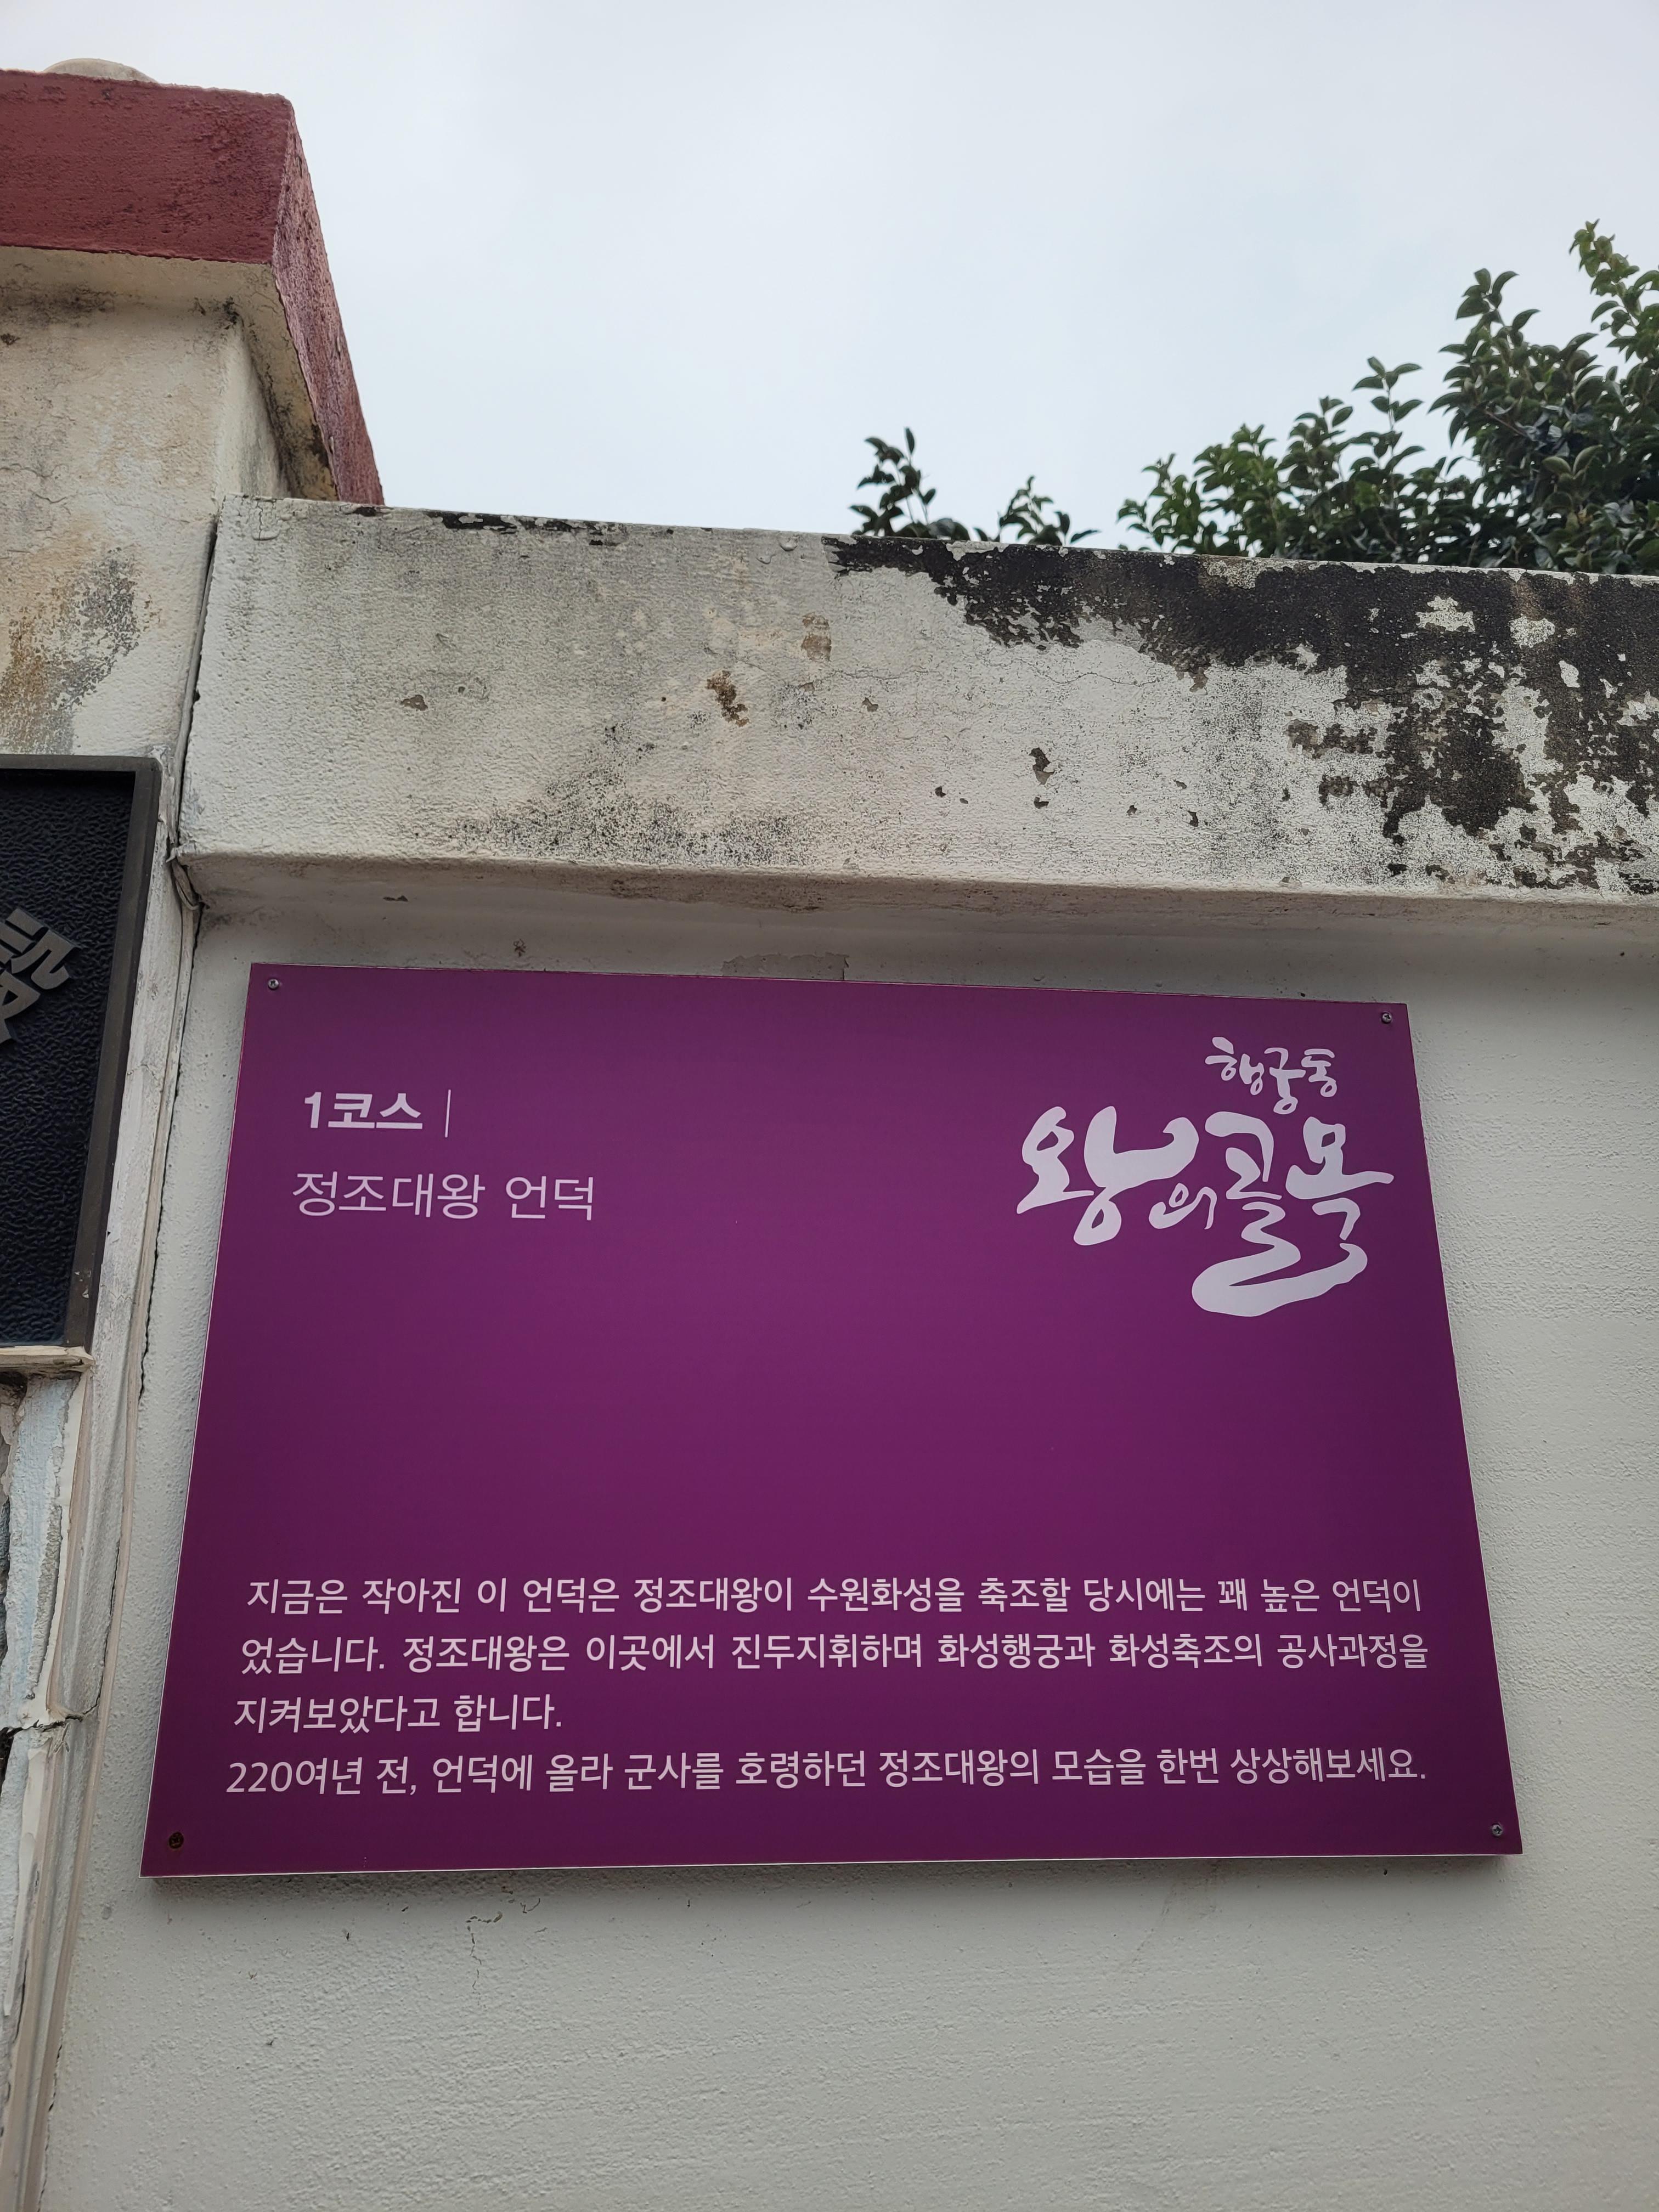 設
1코스
정조대왕 언덕
행궁동
왕의골목
지금은 작아진 이 언덕은 정조대왕이 수원화성을 축조할 당시에는 꽤 높은 언덕이
었습니다. 정조대왕은 이곳에서 진두지휘하며 화성행궁과 화성축조의 공사과정을
지켜보았다고 합니다.
220여년 전, 언덕에 올라 군사를 호령하던 정조대왕의 모습을 한번 상상해보세요.